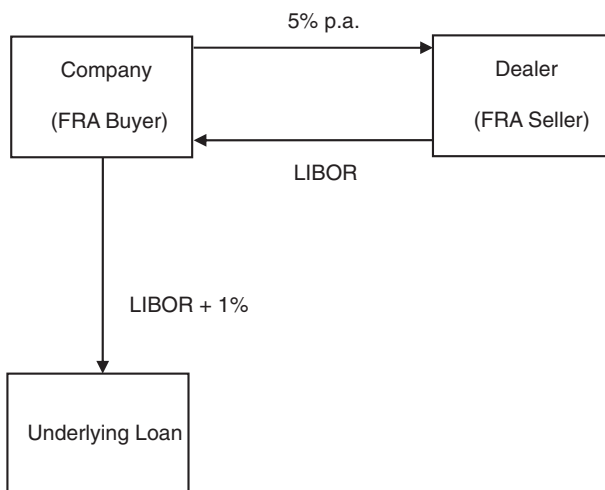 5% p.a.
Company
(FRA Buyer)
Dealer
(FRA Seller)
LIBOR
LIBOR + 1%
Underlying Loan